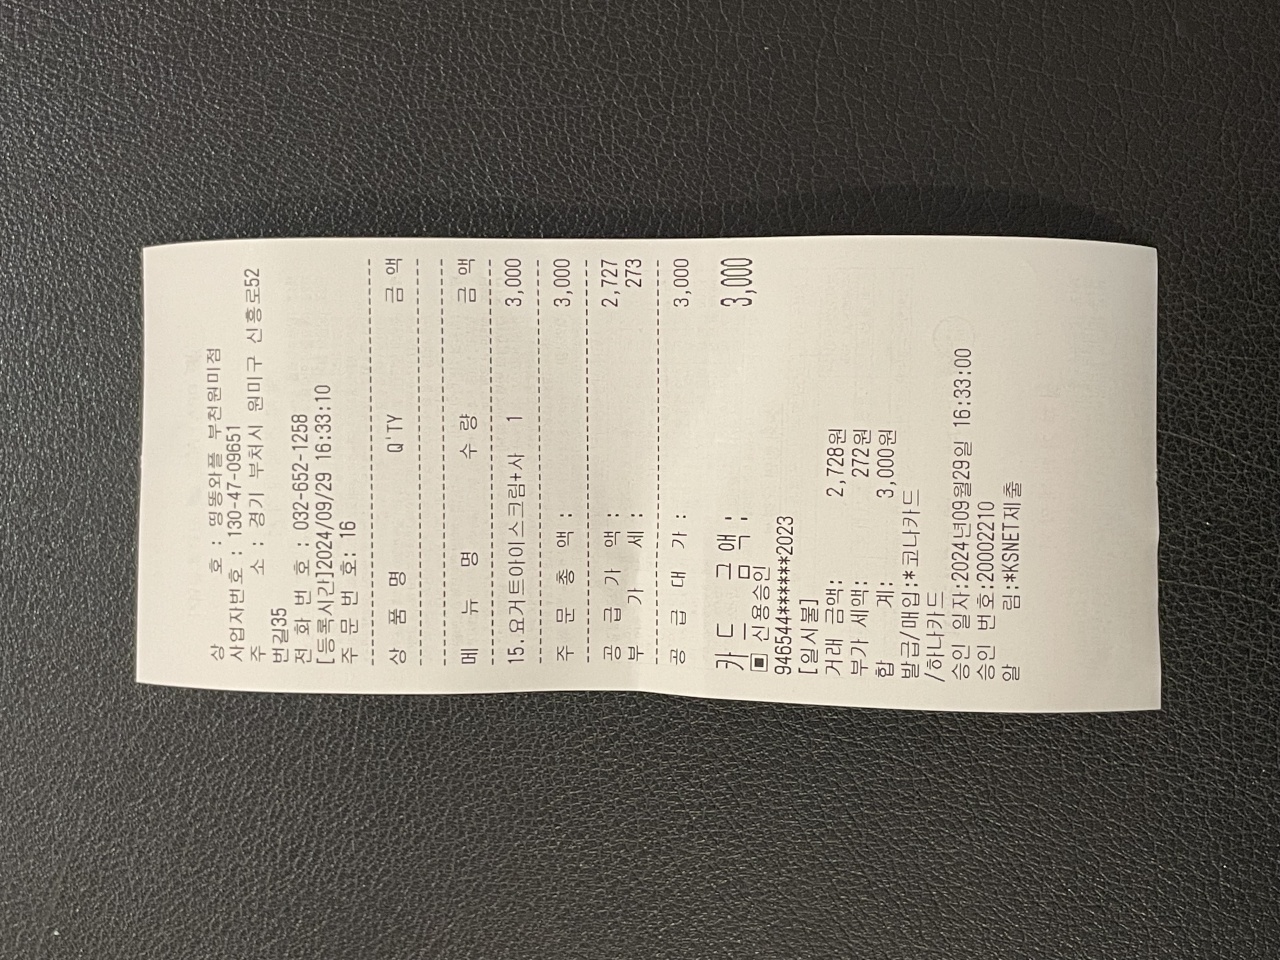 상 호 : 띵똥와플 부천원미점
사업자번호 : 130-47-09651
주 소 : 경기 부처시 원미구 신흥로52
번길35
전 화 번 호 : 032-652-1258
[등록시간]2024/09/29 16:33:10
주 문 번 호: 16
상 품 명 Q'TY 금 액
메 뉴 명 수 량 금 액
15.요거트아이스크림+사 1 3,000
주 문 총 액 : 3,000
공 급 가 액: 2,727
부 가 세: 273
공 급 대 가: 3,000
카 드 금 액 : 3,000
▣ 신용승인
946544******2023
[일시불]
거래 금액: 2,728원
부가 세액: 272원
합 계: 3,000원
발급/매입:*코나카드
/하나카드
승인 일자:2024년09월29일 16:33:00
승인 번호:20002210
알 림:*KSNET제출